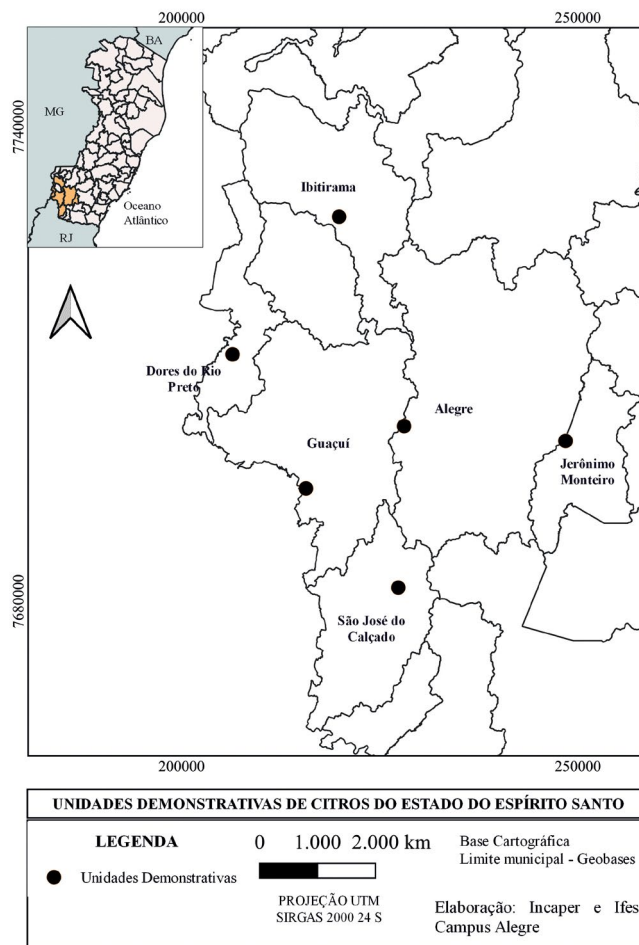 200000
250000
BA
MG
Oceano
Atlântico
RJ
7740000
Ibitirama
Dores do Rio
Preto
Alegre
Guaçuí
Jerônimo
Monteiro
7680000
São José do
Calçado
200000
250000
UNIDADES DEMONSTRATIVAS DE CITROS DO ESTADO DO ESPÍRITO SANTO
LEGENDA
Unidades Demonstrativas
0 1.000 2.000 km
PROJEÇÃO UTM
SIRGAS 2000 24 S
Base Cartográfica
Limite municipal - Geobases
Elaboração: Incaper e Ifes
Campus Alegre